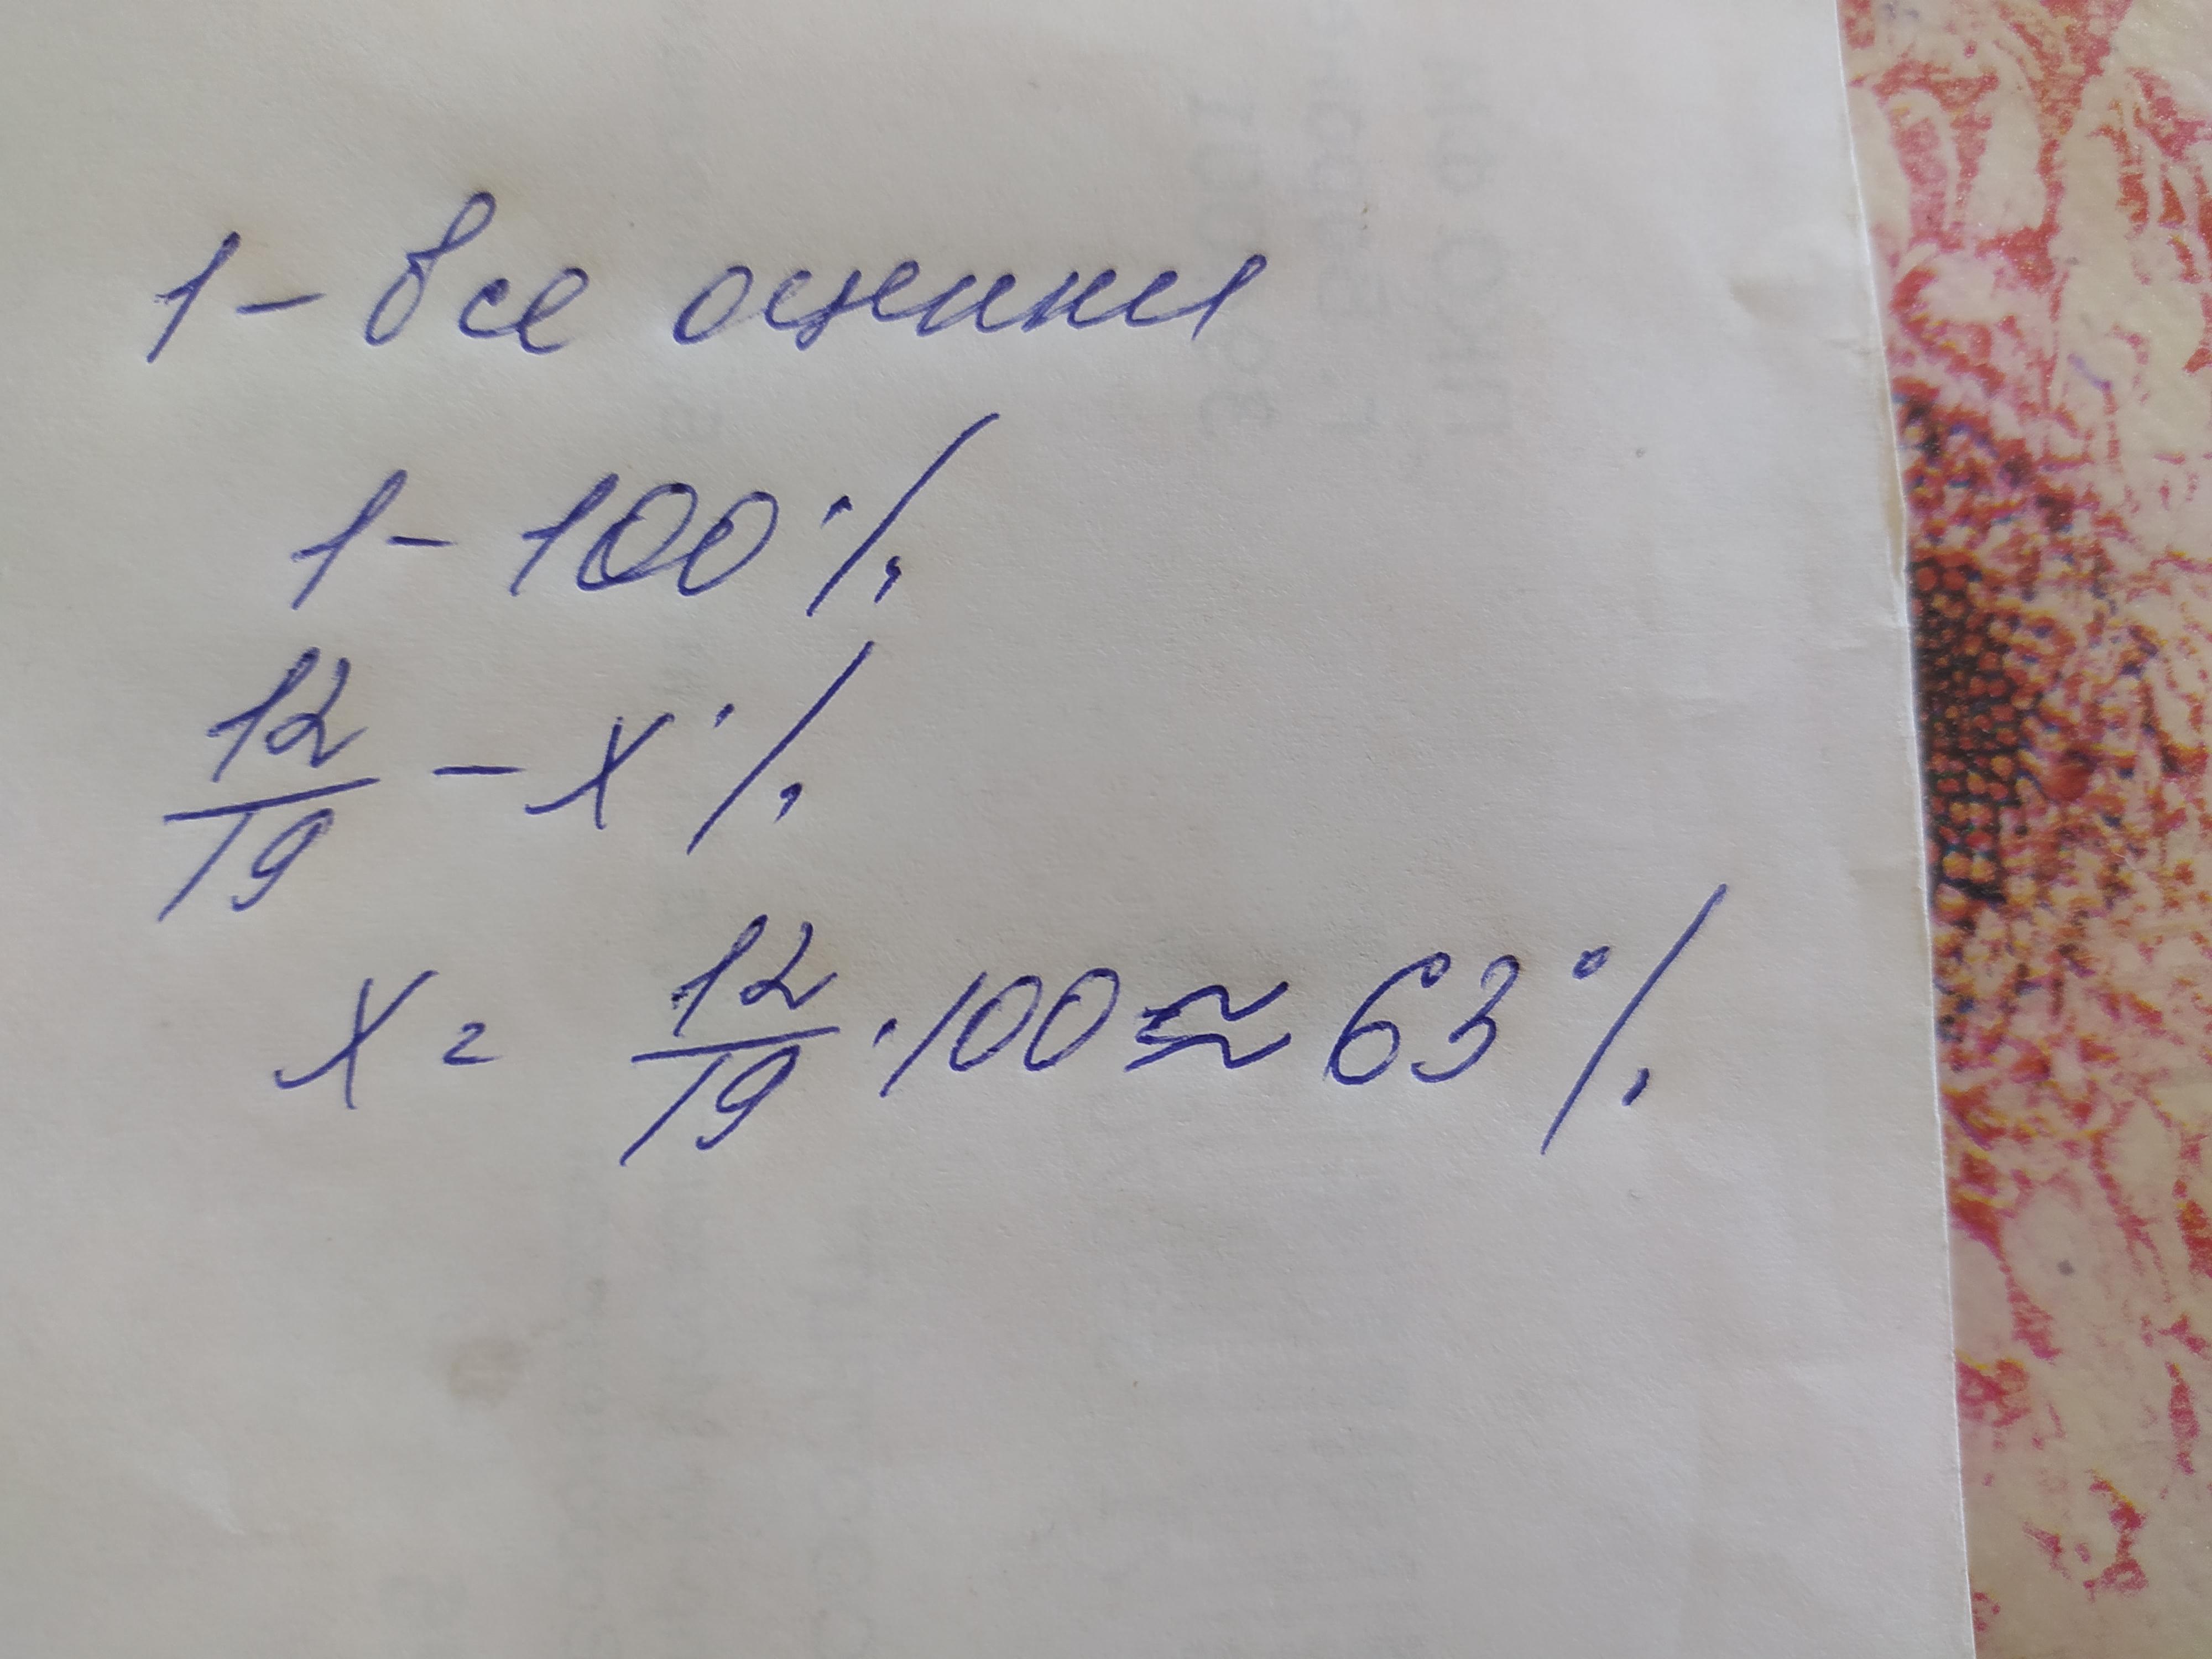 1 - все оценки
1 - 100 %
12/19 - x %
x = 12/19 · 100 ≈ 63 %